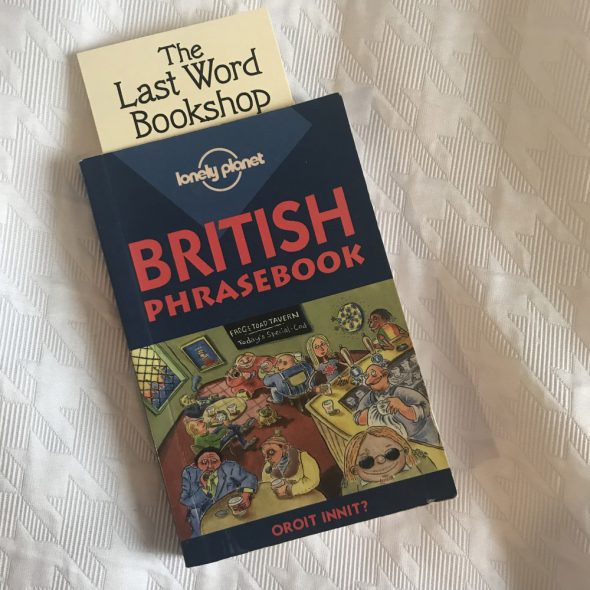 The
Last Word
Bookshop
lonely planet
BRITISH
PHRASEBOOK
FROG & TOAD TAVERN
Today's Special-Cod
OROIT INNIT?